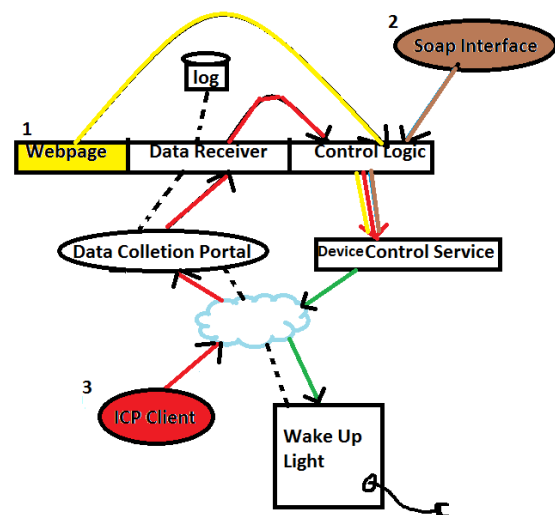 2
Soap Interface
log
1
Webpage
Data Receiver
Control Logic
Data Colletion Portal
Device Control Service
3
ICP Client
Wake Up
Light